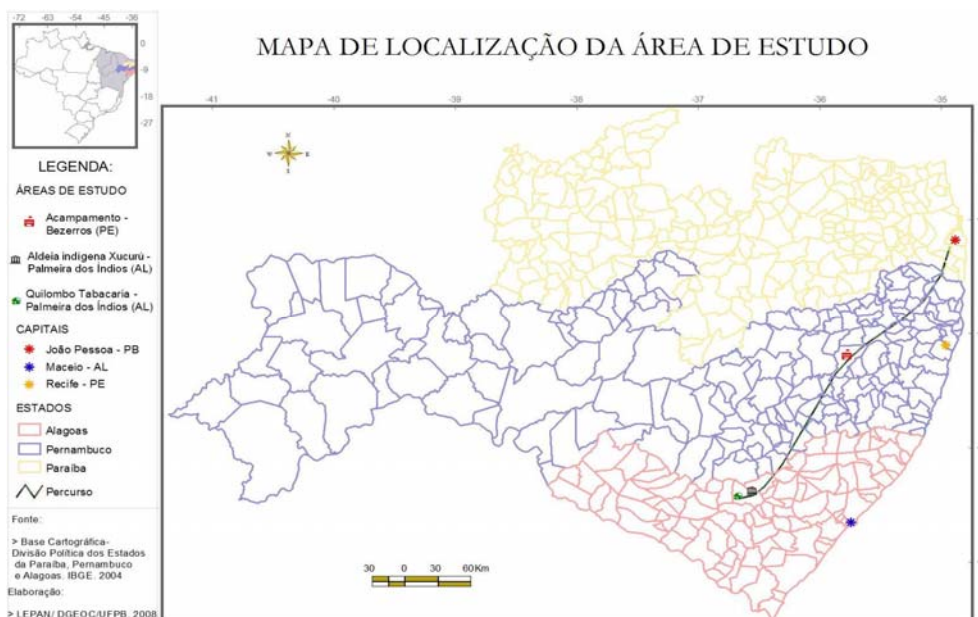 -72 -63 -54 -45 -36
0
-9
-18
-27
MAPA DE LOCALIZAÇÃO DA ÁREA DE ESTUDO
-41 -40 -39 -38 -37 -36 -35
N
W E
S
LEGENDA:
ÁREAS DE ESTUDO
Acampamento -
Bezerros (PE)
Aldeia indígena Xucurú -
Palmeira dos Índios (AL)
Quilombo Tabacaria -
Palmeira dos Índios (AL)
CAPITAIS
João Pessoa - PB
Maceio - AL
Recife - PE
ESTADOS
Alagoas
Pernambuco
Paraíba
Percurso
Fonte:
> Base Cartográfica-
Divisão Política dos Estados
da Paraíba, Pernambuco
e Alagoas. IBGE. 2004
Elaboração:
> LEPAN/ DGEOC/UFPB. 2008
30 0 30 60 Km